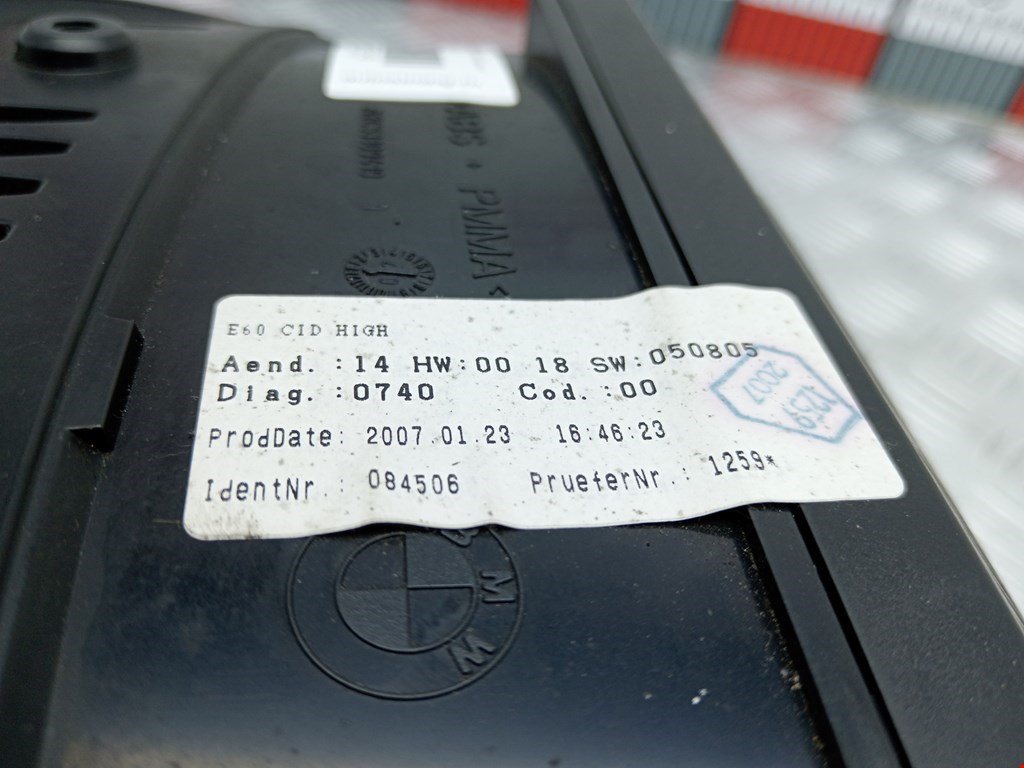 PMMA <
E60 CID HIGH
Aend. :14 HW:00 18 SW:050805
Diag. :0740 Cod. :00
ProdDate: 2007.01.23 16:46:23
IdentNr.: 084506 PrueferNr.: 1259*
BMW